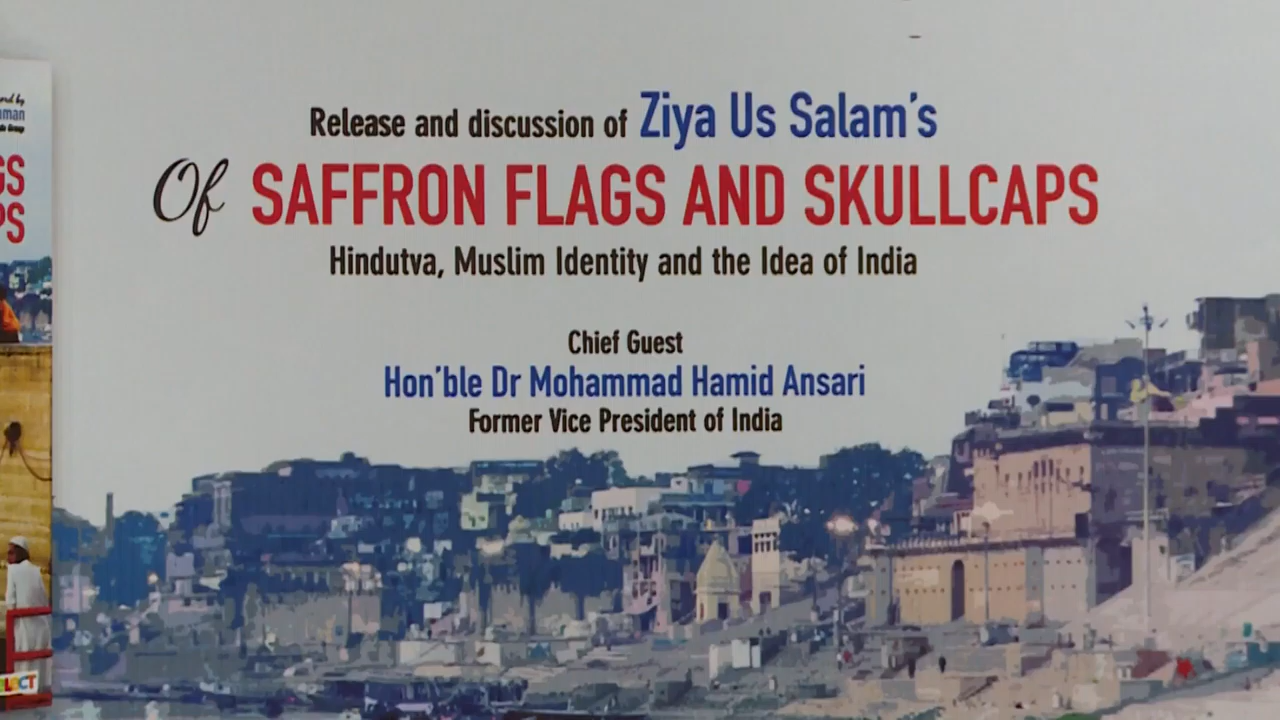 Release and discussion of Ziya Us Salam's
Of SAFFRON FLAGS AND SKULLCAPS
Hindutva, Muslim Identity and the Idea of India
Chief Guest
Hon'ble Dr Mohammad Hamid Ansari
Former Vice President of India